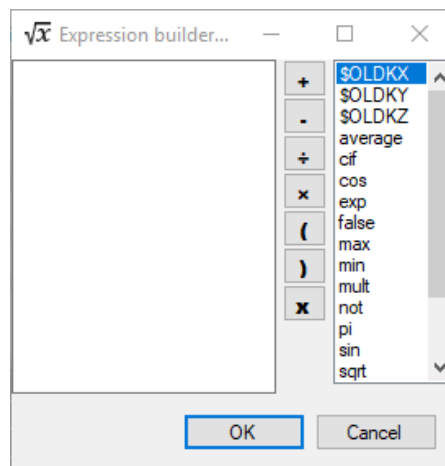 √x Expression builder...
+
-
÷
×
(
)
x
$OLDKX
$OLDKY
$OLDKZ
average
cif
cos
exp
false
max
min
mult
not
pi
sin
sqrt
OK
Cancel